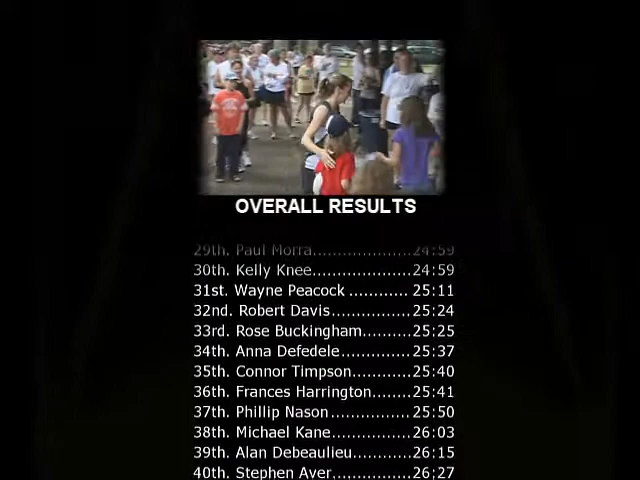 OVERALL RESULTS
29th. Paul Morra....................24:59
30th. Kelly Knee....................24:59
31st. Wayne Peacock ............ 25:11
32nd. Robert Davis................25:24
33rd. Rose Buckingham..........25:25
34th. Anna Defedele..............25:37
35th. Connor Timpson............25:40
36th. Frances Harrington........25:41
37th. Phillip Nason................25:50
38th. Michael Kane................26:03
39th. Alan Debeaulieu............26:15
40th. Stephen Ayer................26:27